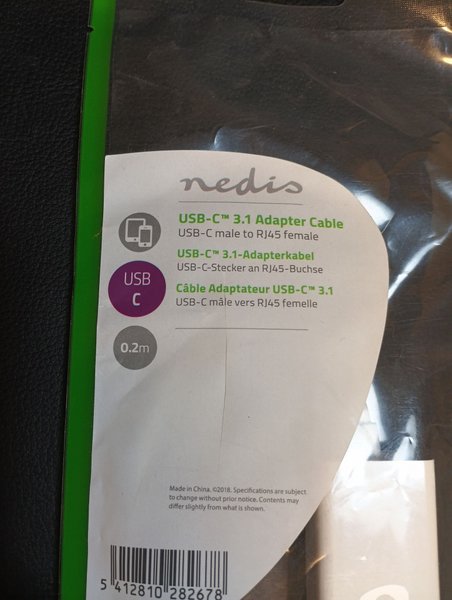 nedis
USB-C™ 3.1 Adapter Cable
USB-C male to RJ45 female
USB-C™ 3.1-Adapterkabel
USB-C-Stecker an RJ45-Buchse
Câble Adaptateur USB-C™ 3.1
USB-C mâle vers RJ45 femelle
USB
C
0.2m
Made in China. ©2018. Specifications are subject
to change without prior notice. Contents may
differ slightly from what is shown.
5 412810 282678